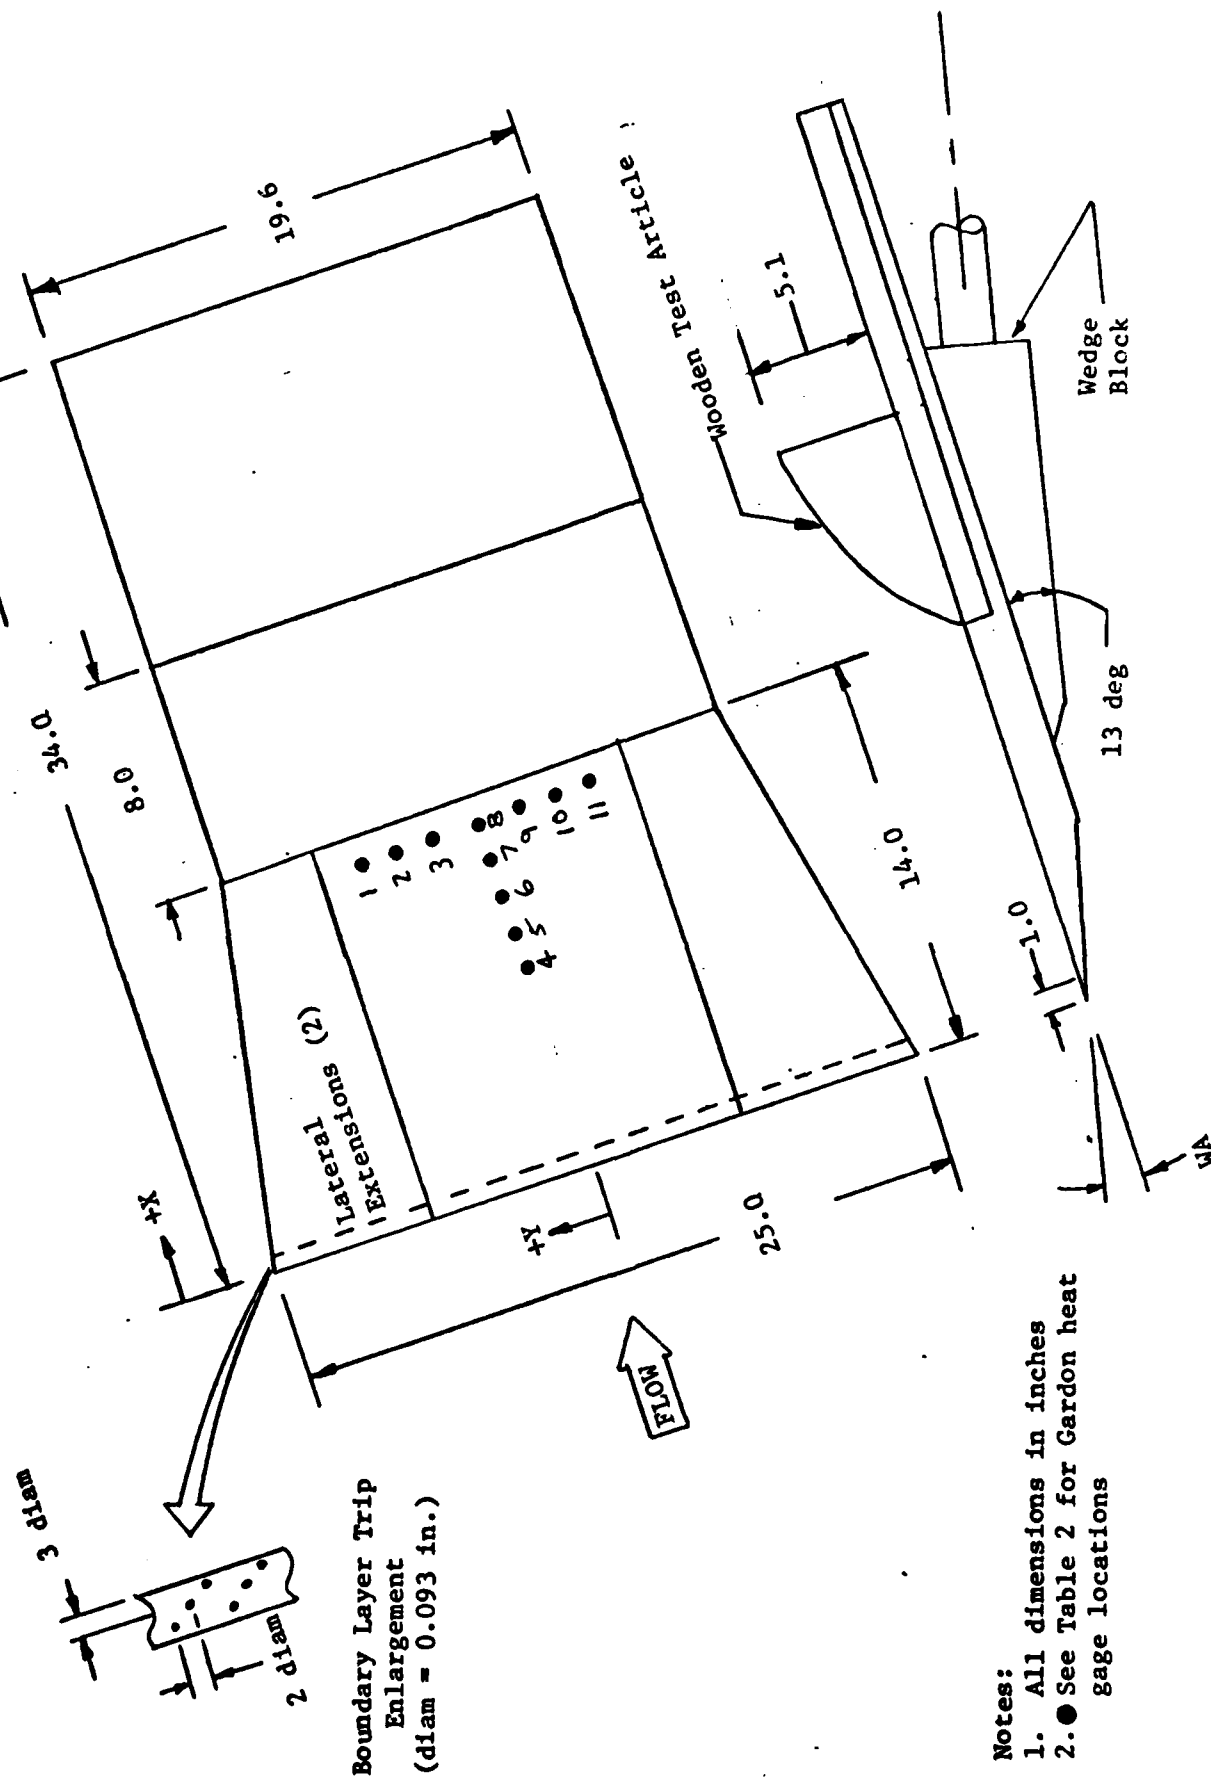 3 diam
2 diam
Boundary Layer Trip
Enlargement
(diam = 0.093 in.)
+X
34.0
8.0
19.6
Lateral
Extensions (2)
1
2
3
4
5
6
7
8
9
10
11
+Y
FLOW
25.0
14.0
Wooden Test Article
5.1
1.0
WA
13 deg
Wedge
Block
Notes:
1. All dimensions in inches
2. ● See Table 2 for Gardon heat
gage locations